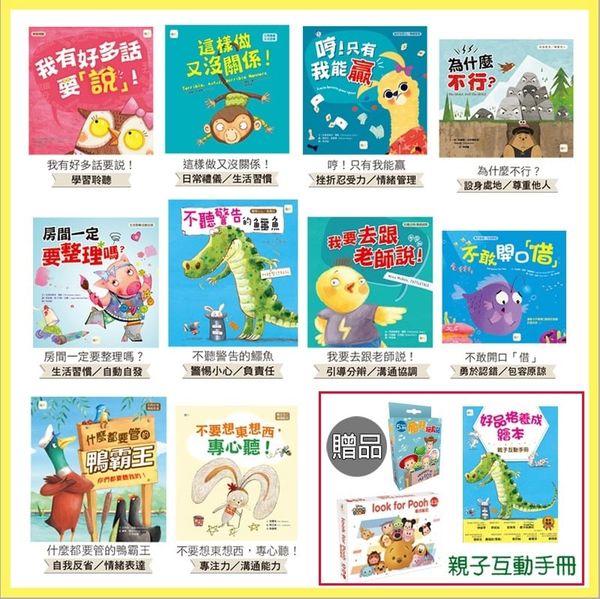 我有好多話
要「說」!
這樣做
又沒關係!
Terrible, Awful, Horrible Manners
哼!只有
我能贏
為什麼
不行?
我有好多話要說!
學習聆聽
這樣做又沒關係!
日常禮儀/生活習慣
哼!只有我能贏
挫折忍受力/情緒管理
為什麼不行?
設身處地/尊重他人
房間一定
要整理嗎?
不聽警告
的鱷魚
我要去跟
老師說!
不敢開口「借」
房間一定要整理嗎?
生活習慣/自動自發
不聽警告的鱷魚
警惕小心/負責任
我要去跟老師說!
引導分辨/溝通協調
不敢開口「借」
勇於認錯/包容原諒
什麼都要管的
鴨霸王
你們都要聽我的!
不要想東想西,
專心聽!
贈品
look for Pooh
好品格養成
繪本
親子互動手冊
什麼都要管的鴨霸王
自我反省/情緒表達
不要想東想西,專心聽!
專注力/溝通能力
親子互動手冊